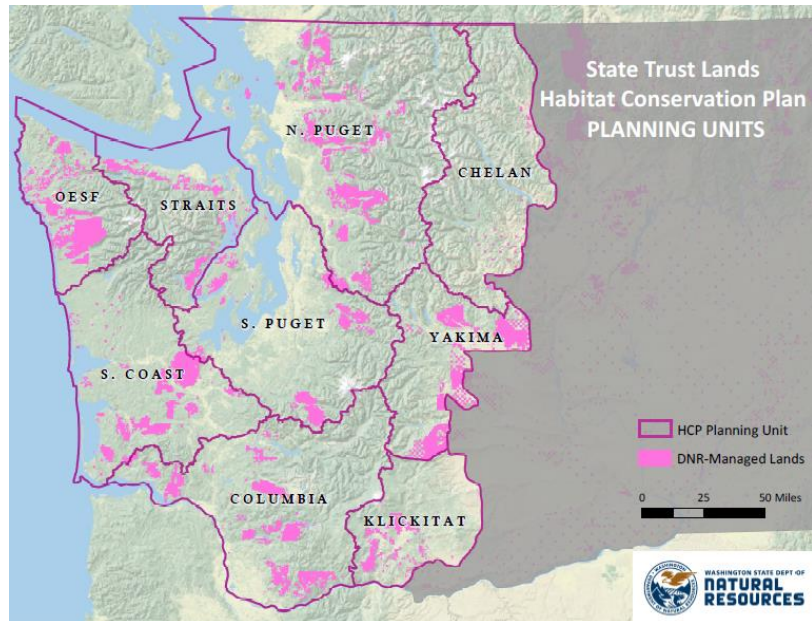 State Trust Lands
Habitat Conservation Plan
PLANNING UNITS
N. PUGET
CHELAN
OESF
STRAITS
S. PUGET
YAKIMA
S. COAST
COLUMBIA
KLICKITAT
HCP Planning Unit
DNR-Managed Lands
0 25 50 Miles
WASHINGTON STATE DEPT OF
NATURAL
RESOURCES